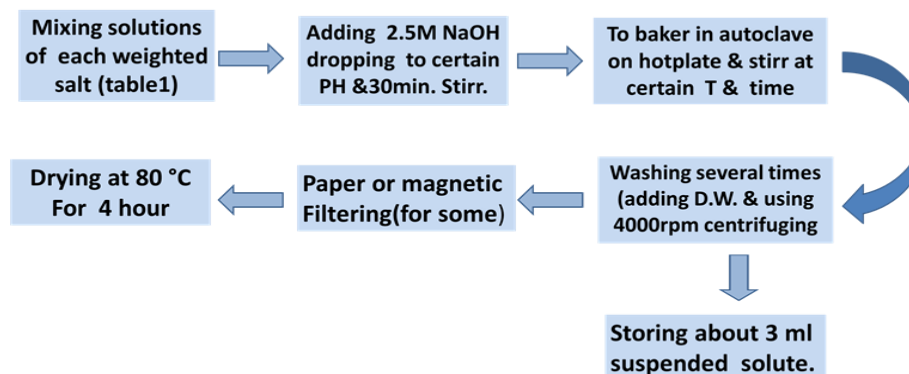 Mixing solutions
of each weighted
salt (table1)
Adding 2.5M NaOH
dropping to certain
PH &30min. Stirr.
To baker in autoclave
on hotplate & stirr at
certain T & time
Washing several times
(adding D.W. & using
4000rpm centrifuging
Paper or magnetic
Filtering(for some)
Drying at 80 °C
For 4 hour
Storing about 3 ml
suspended solute.